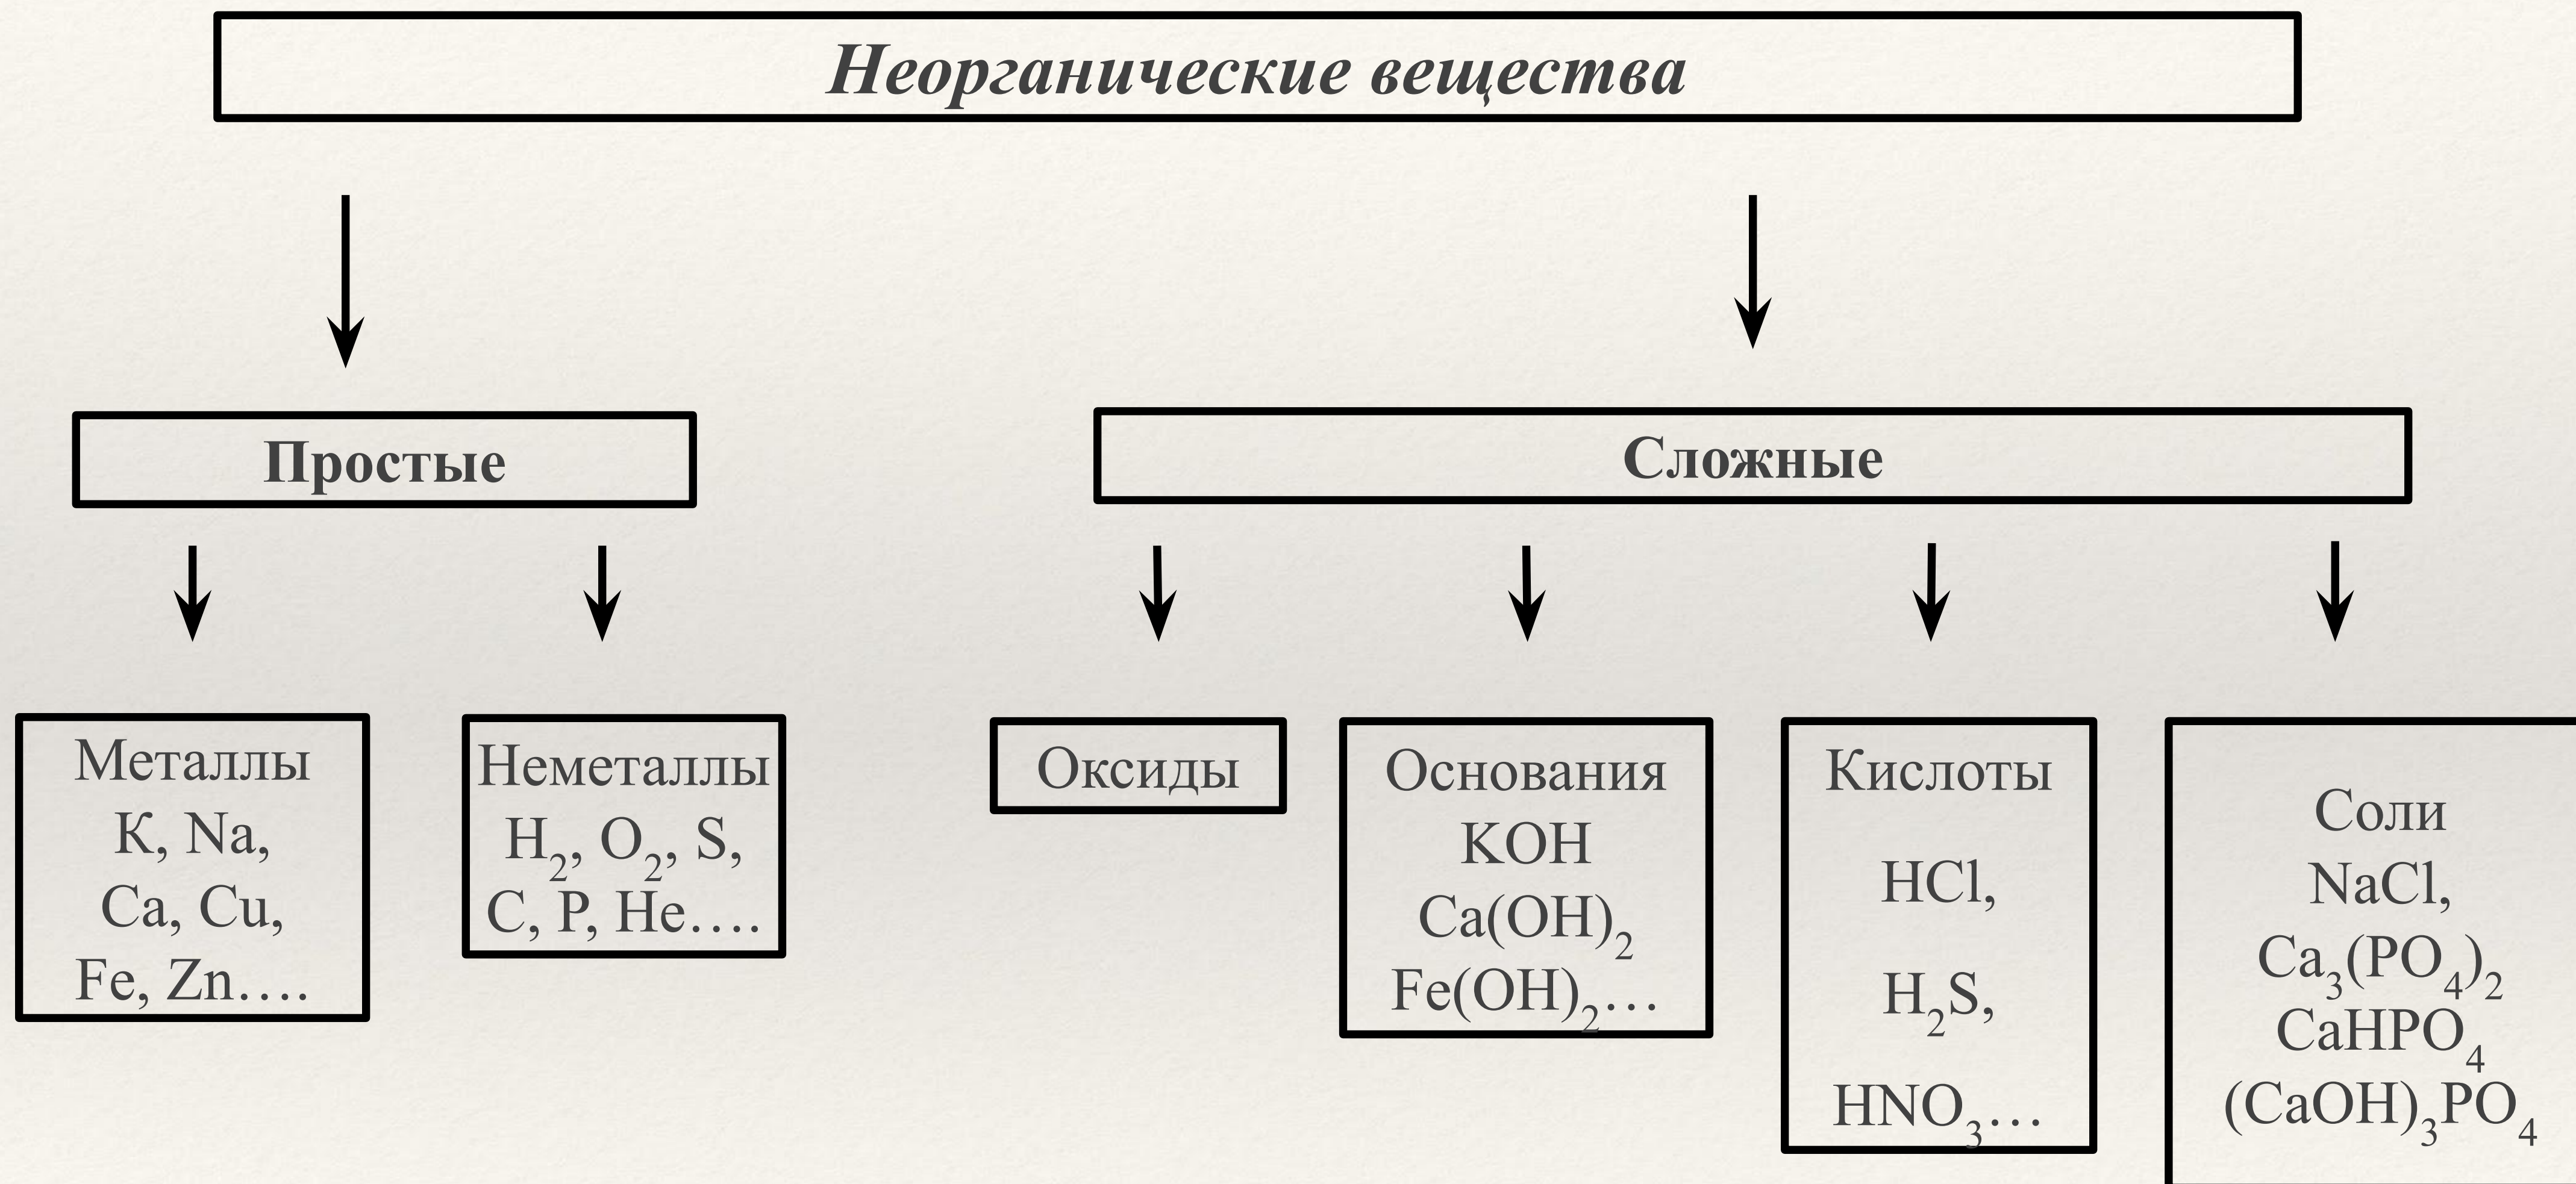 Неорганические вещества
Простые
Сложные
Металлы
K, Na,
Ca, Cu,
Fe, Zn….
Неметаллы
H₂, O₂, S,
C, P, He….
Оксиды
Основания
KOH
Ca(OH)₂
Fe(OH)₂…
Кислоты
HCl,
H₂S,
HNO₃…
Соли
NaCl,
Ca₃(PO₄)₂
CaHPO₄
(CaOH)₃PO₄